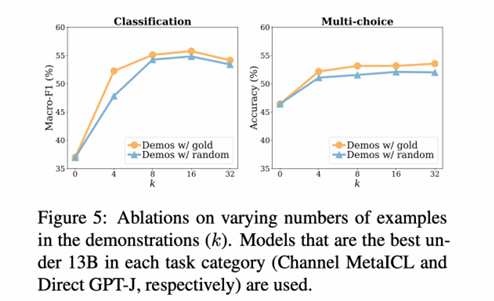 Classification
Macro-F1 (%)
60
55
50
45
40
35
Demos w/ gold
Demos w/ random
0 4 8 16 32
k
Multi-choice
Accuracy (%)
60
55
50
45
40
35
Demos w/ gold
Demos w/ random
0 4 8 16 32
k
Figure 5: Ablations on varying numbers of examples
in the demonstrations (k). Models that are the best un-
der 13B in each task category (Channel MetaICL and
Direct GPT-J, respectively) are used.